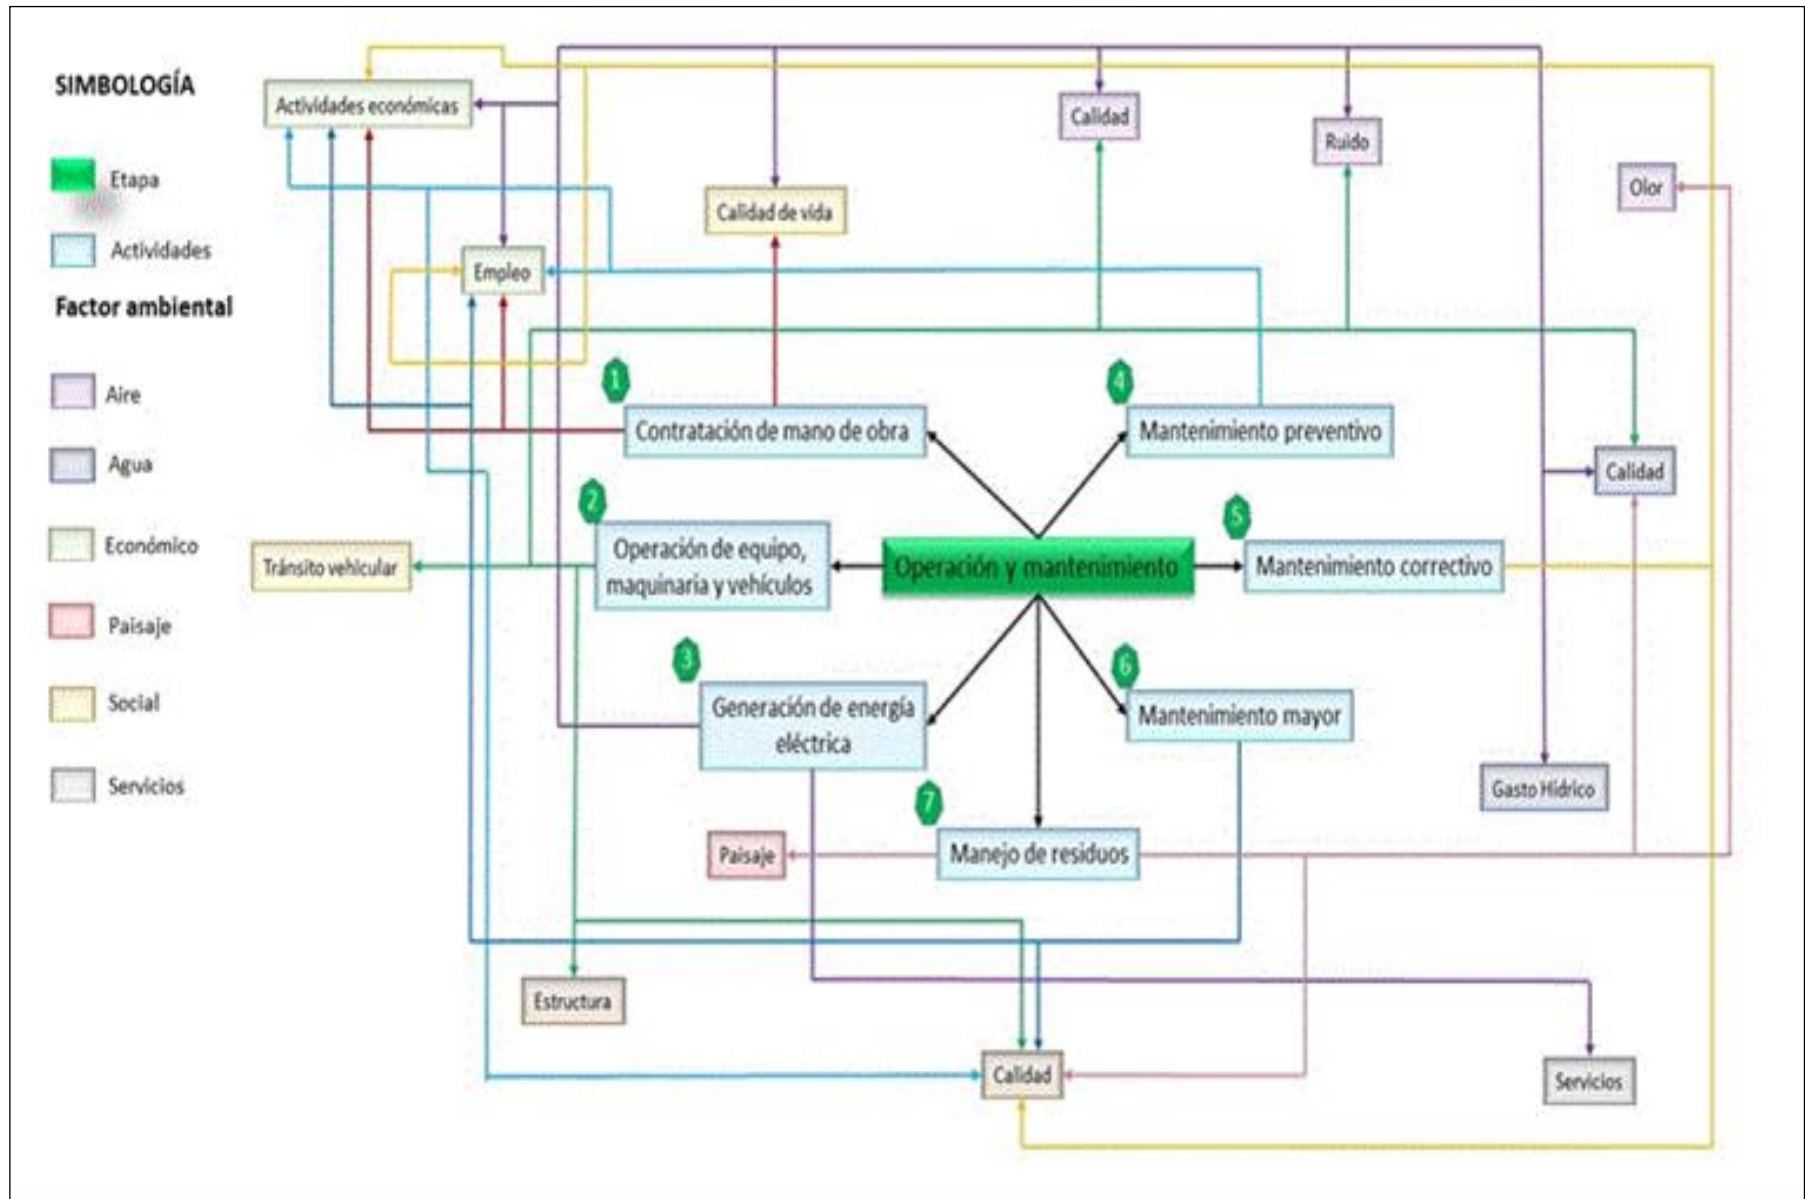 SIMBOLOGÍA
Etapa
Actividades
Factor ambiental
Aire
Agua
Económico
Paisaje
Social
Servicios
Actividades económicas
Calidad
Ruido
Olor
Calidad de vida
Empleo
1
4
Contratación de mano de obra
Mantenimiento preventivo
Calidad
2
5
Tránsito vehicular
Operación de equipo,
maquinaria y vehículos
Operación y mantenimiento
Mantenimiento correctivo
3
6
Generación de energía
eléctrica
Mantenimiento mayor
Gasto Hídrico
7
Paisaje
Manejo de residuos
Estructura
Calidad
Servicios